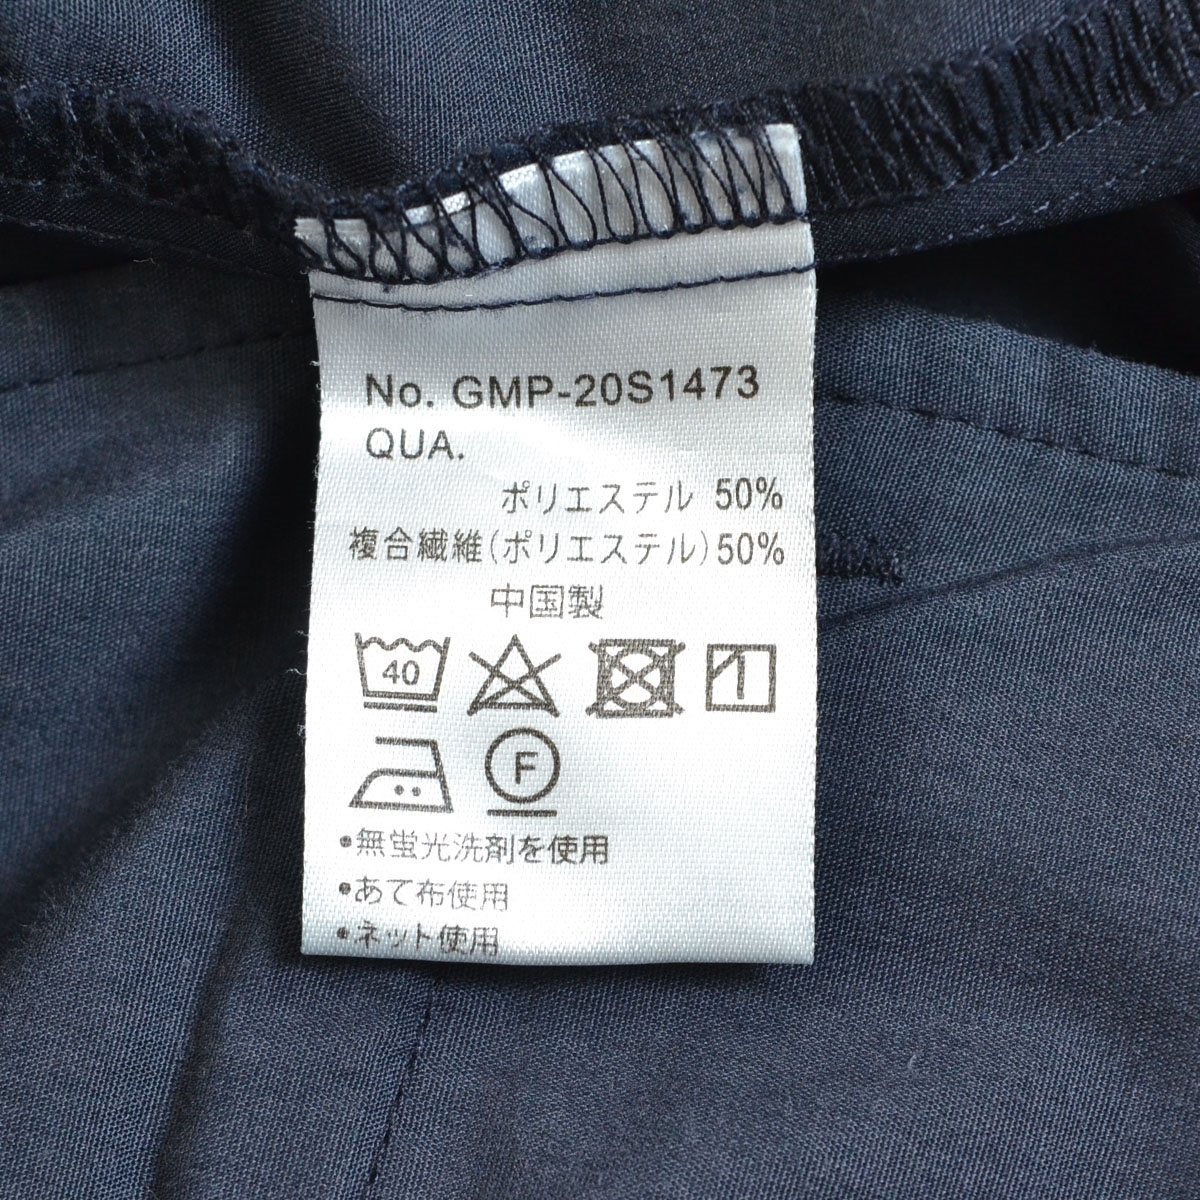 No. GMP-20S1473
QUA.
ポリエステル 50%
複合繊維(ポリエステル)50%
中国製
40
F
•無蛍光洗剤を使用
•あて布使用
•ネット使用